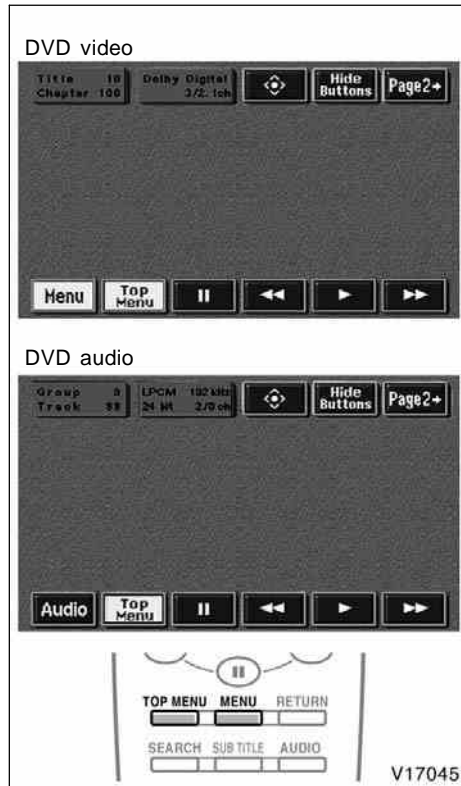 DVD video
Title 10
Chapter 100
Dolby Digital
3/2. 1ch
Hide
Buttons
Page2→
Menu
Top
Menu
DVD audio
Group 9
Track 99
LPCM 192 kHz
24 bit 2/0 ch
Hide
Buttons
Page2→
Audio
Top
Menu
TOP MENU MENU RETURN
SEARCH SUB TITLE AUDIO
V17045